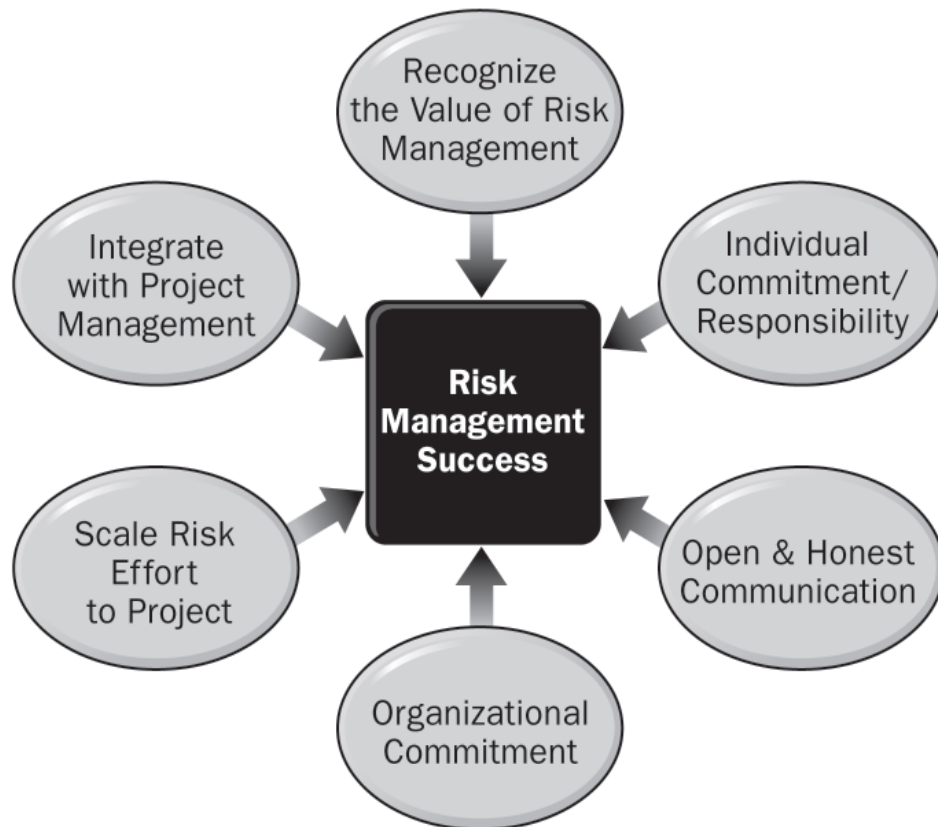 Recognize
the Value of Risk
Management
Integrate
with Project
Management
Individual
Commitment/
Responsibility
Risk
Management
Success
Scale Risk
Effort
to Project
Open & Honest
Communication
Organizational
Commitment